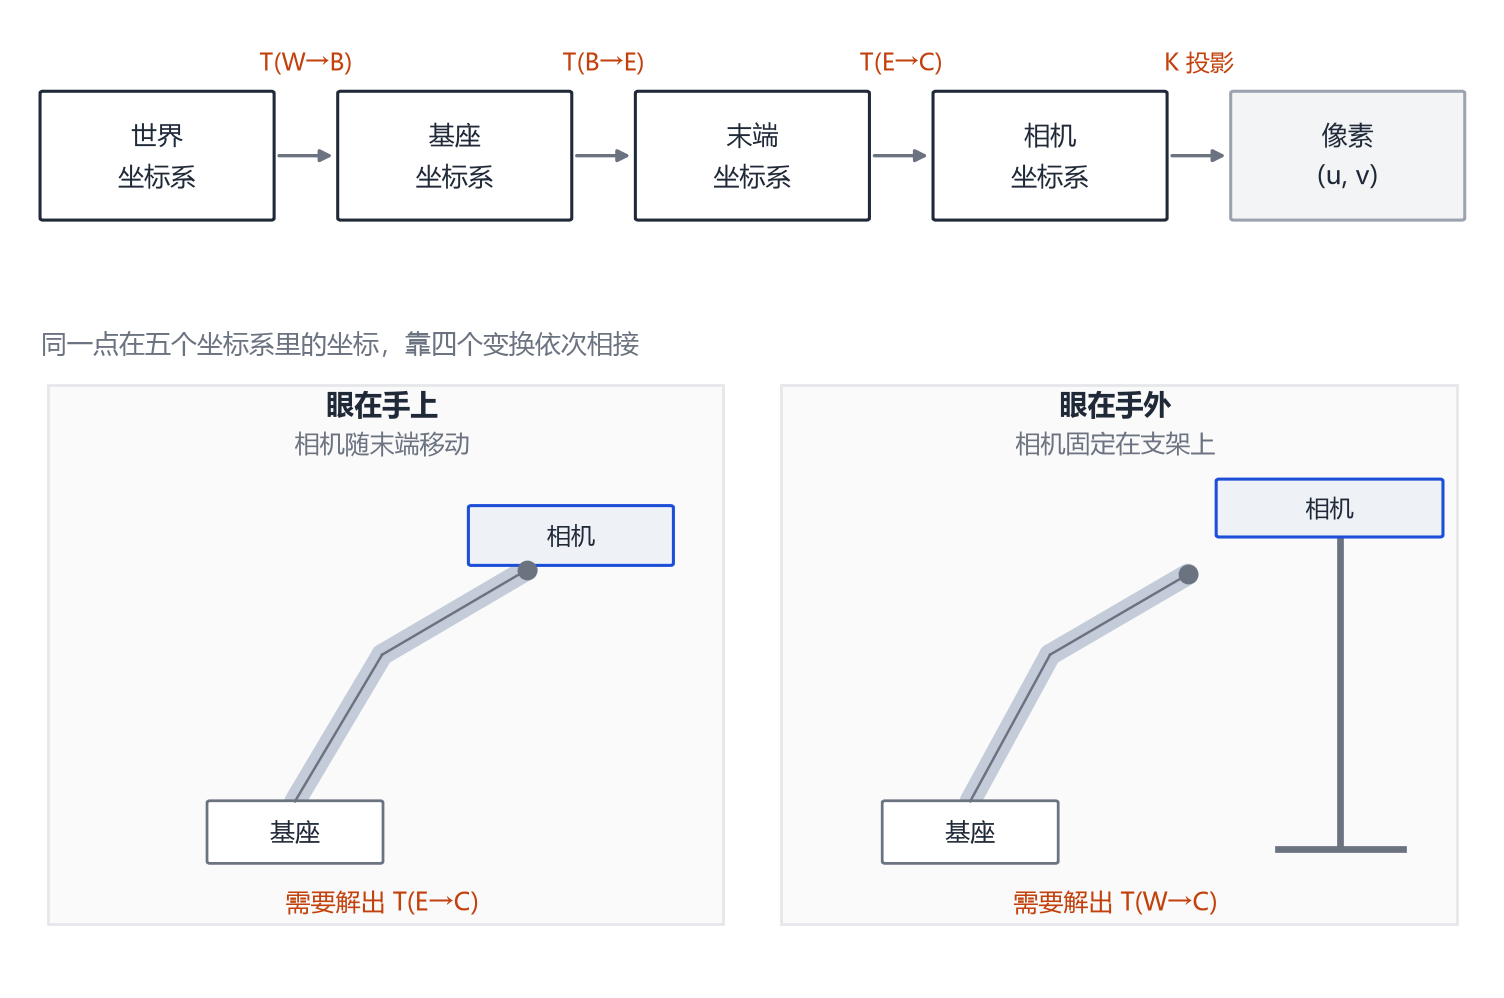 T(W→B)
T(B→E)
T(E→C)
K 投影
世界
坐标系
基座
坐标系
末端
坐标系
相机
坐标系
像素
(u, v)
同一点在五个坐标系里的坐标，靠四个变换依次相接
眼在手上
相机随末端移动
相机
基座
需要解出 T(E→C)
眼在手外
相机固定在支架上
相机
基座
需要解出 T(W→C)